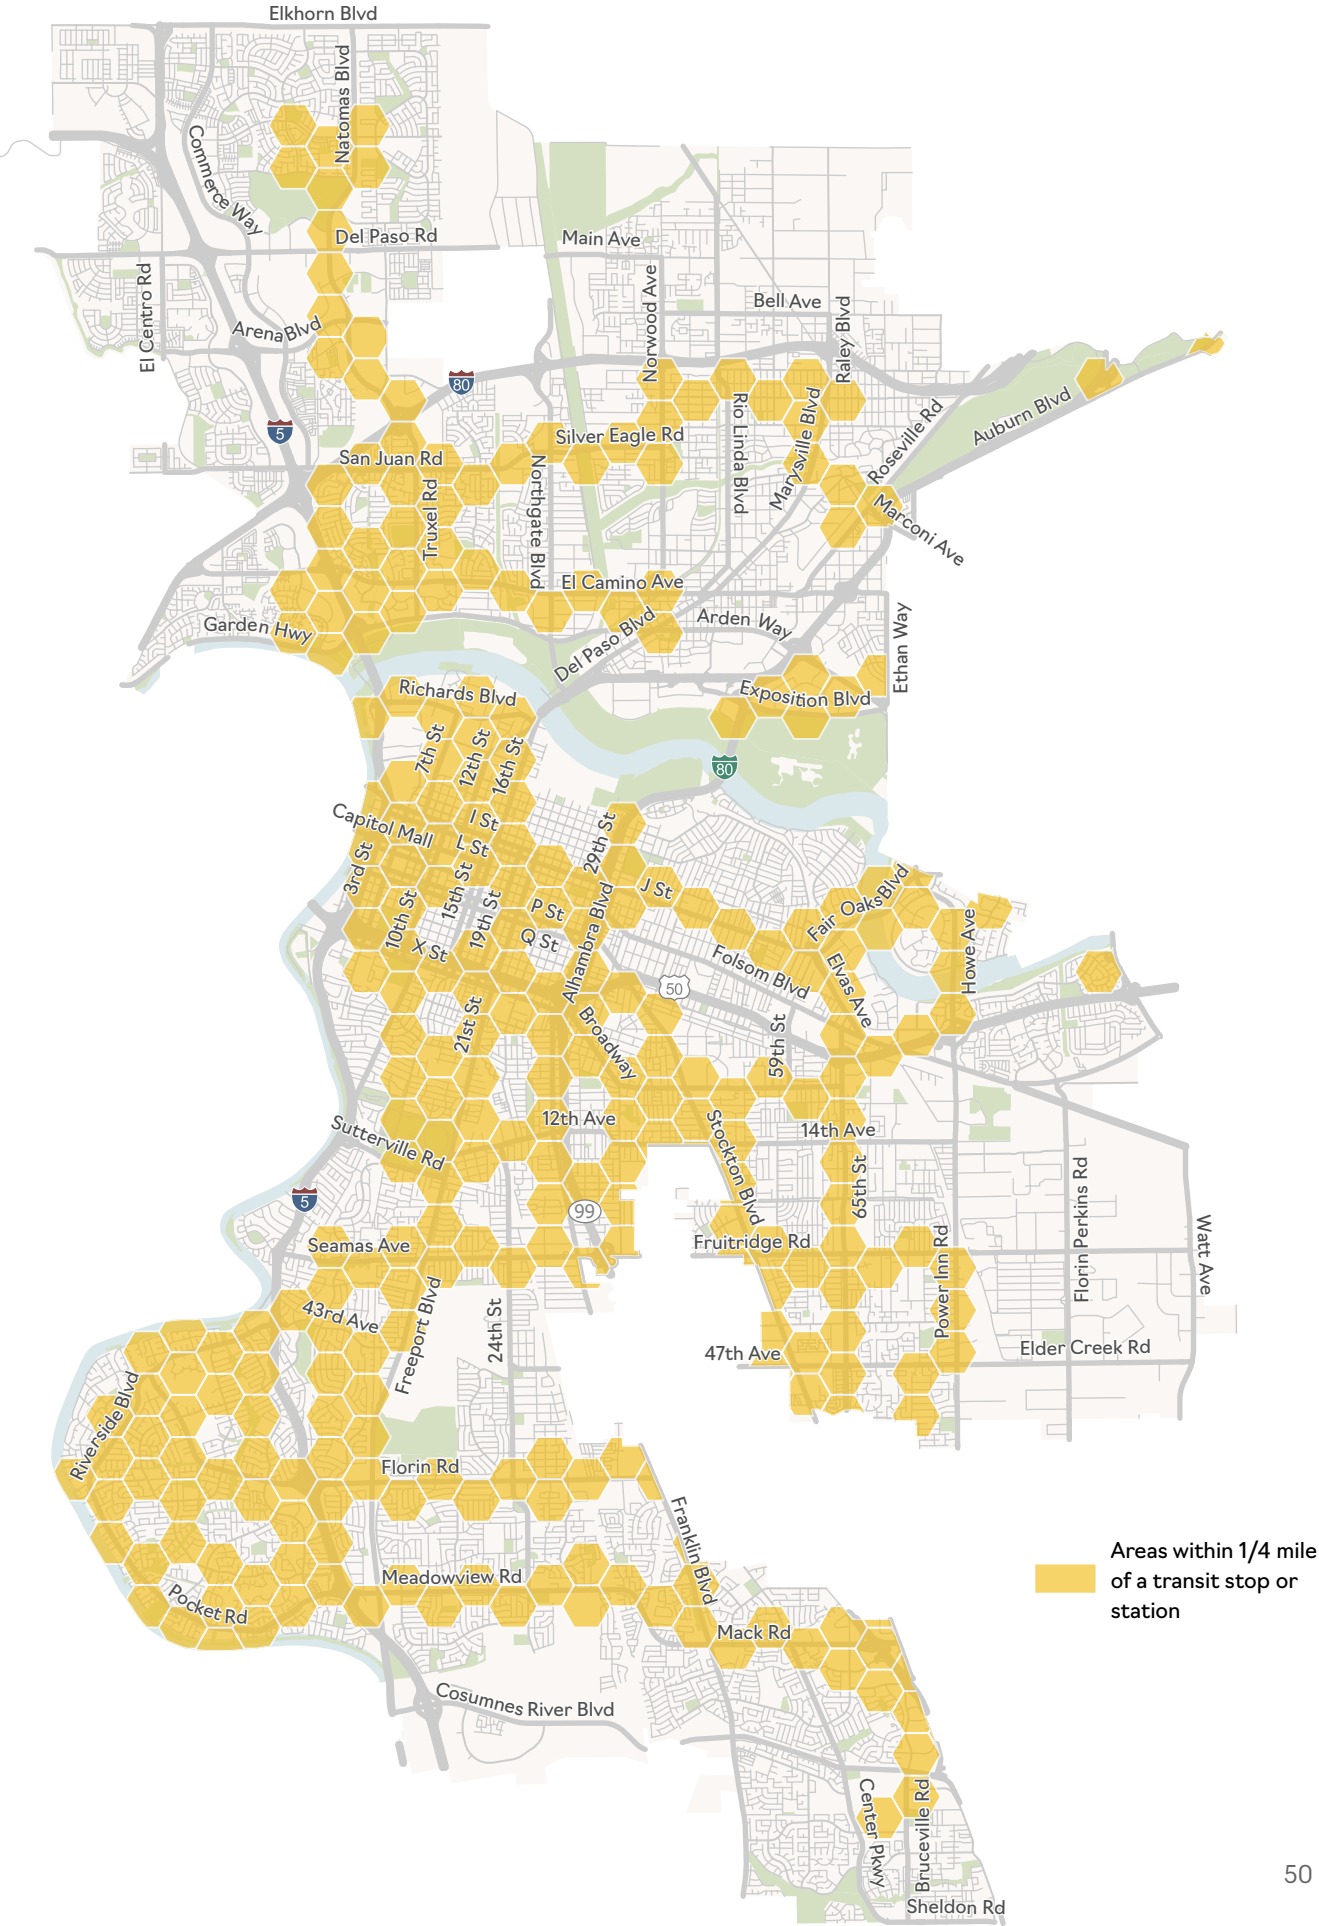 Elkhorn Blvd
Natomas Blvd
Commerce Way
Del Paso Rd
Main Ave
El Centro Rd
Norwood Ave
Bell Ave
Raley Blvd
Arena Blvd
80
Auburn Blvd
Rio Linda Blvd
Marysville Blvd
Roseville Rd
5
Silver Eagle Rd
San Juan Rd
Northgate Blvd
Truxel Rd
Marconi Ave
El Camino Ave
Garden Hwy
Del Paso Blvd
Arden Way
Ethan Way
Richards Blvd
Exposition Blvd
7th St
12th St
16th St
80
Capitol Mall
I St
L St
29th St
3rd St
15th St
J St
Fair Oaks Blvd
10th St
19th St
P St
Alhambra Blvd
X St
Q St
Folsom Blvd
Elvas Ave
Howe Ave
50
21st St
Broadway
59th St
12th Ave
Stockton Blvd
14th Ave
Sutterville Rd
65th St
5
99
Florin Perkins Rd
Watt Ave
Seamas Ave
Fruitridge Rd
Power Inn Rd
43rd Ave
Freeport Blvd
24th St
47th Ave
Elder Creek Rd
Riverside Blvd
Florin Rd
Franklin Blvd
Areas within 1/4 mile
of a transit stop or
station
Meadowview Rd
Pocket Rd
Mack Rd
Cosumnes River Blvd
Center Pkwy
Bruceville Rd
50
Sheldon Rd